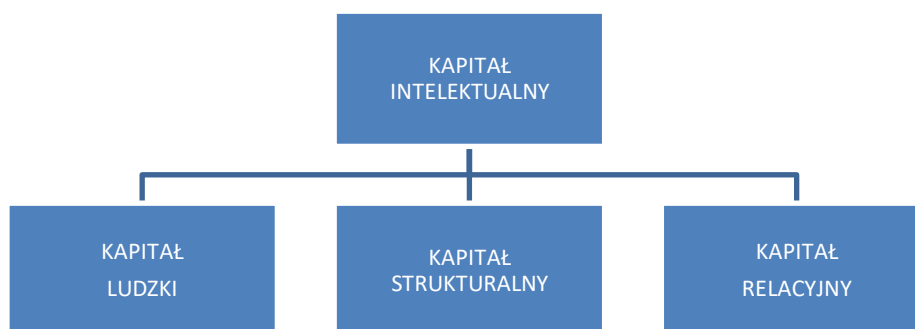 KAPITAŁ
INTELEKTUALNY
KAPITAŁ
LUDZKI
KAPITAŁ
STRUKTURALNY
KAPITAŁ
RELACYJNY